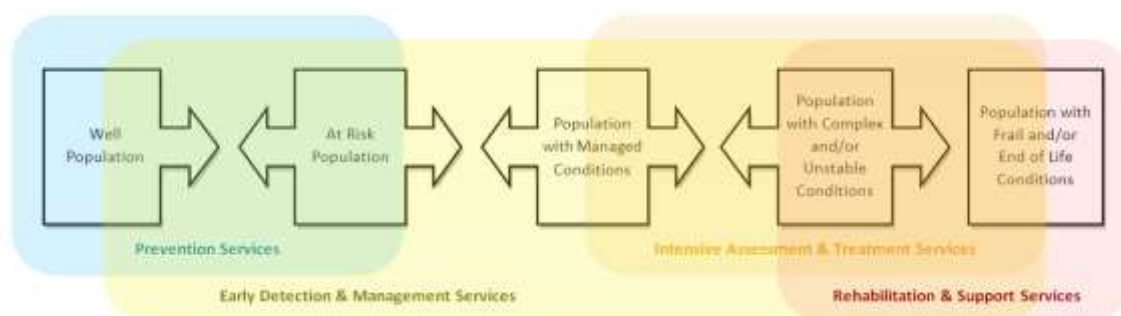 Well
Population
At Risk
Population
Population
with Managed
Conditions
Population
with Complex
and/or
Unstable
Conditions
Population with
Frail and/or
End of Life
Conditions
Prevention Services
Intensive Assessment & Treatment Services
Early Detection & Management Services
Rehabilitation & Support Services